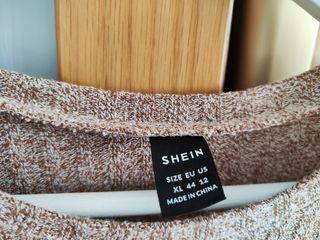 SHEIN
SIZE EU US
XL 44 12
MADE IN CHINA